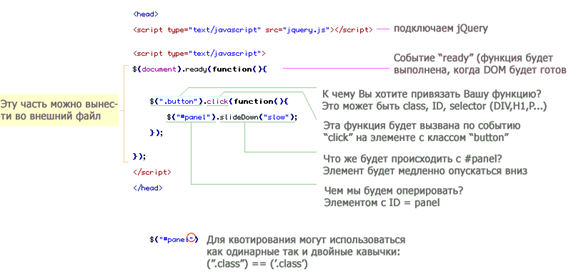 <head>
<script type="text/javascript" src="jquery.js"></script>
подключаем jQuery
<script type="text/javascript">
$(document).ready(function(){
Событие “ready” (функция будет
выполнена, когда DOM будет готов
Эту часть можно вынес-
ти во внешний файл
$(".button").click(function(){
К чему Вы хотите привязать Вашу функцию?
Это может быть class, ID, selector (DIV,H1,P...)
$("#panel").slideDown("slow");
Эта функция будет вызвана по событию
“click” на элементе с классом “button”
});
Что же будет происходить с #panel?
Элемент будет медленно опускаться вниз
});
</script>
Чем мы будем оперировать?
Элементом с ID = panel
</head>
$("#panel")
Для квотирования могут использоваться
как одинарные так и двойные кавычки:
(”.class”) == (‘.class’)